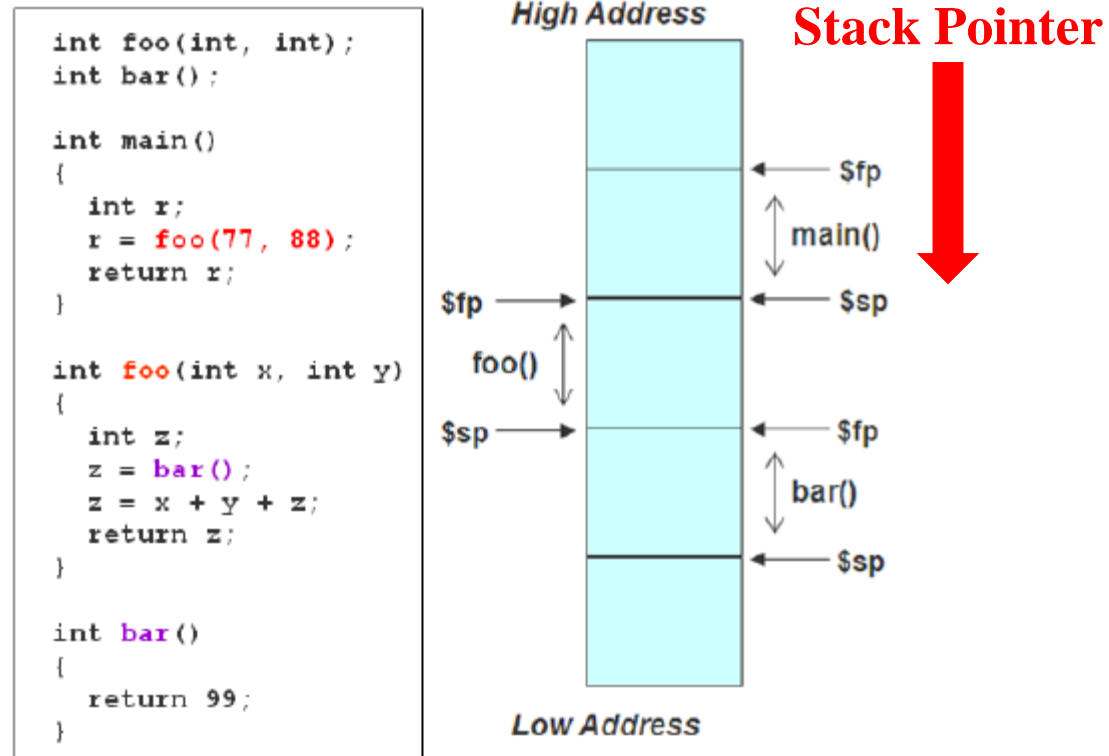 int foo(int, int);
int bar();
int main()
{
int r;
r = foo(77, 88);
return r;
}
int foo(int x, int y)
{
int z;
z = bar();
z = x + y + z;
return z;
}
int bar()
{
return 99;
}
High Address
Stack Pointer
$fp
main()
$fp
$sp
foo()
$sp
$fp
bar()
$sp
Low Address